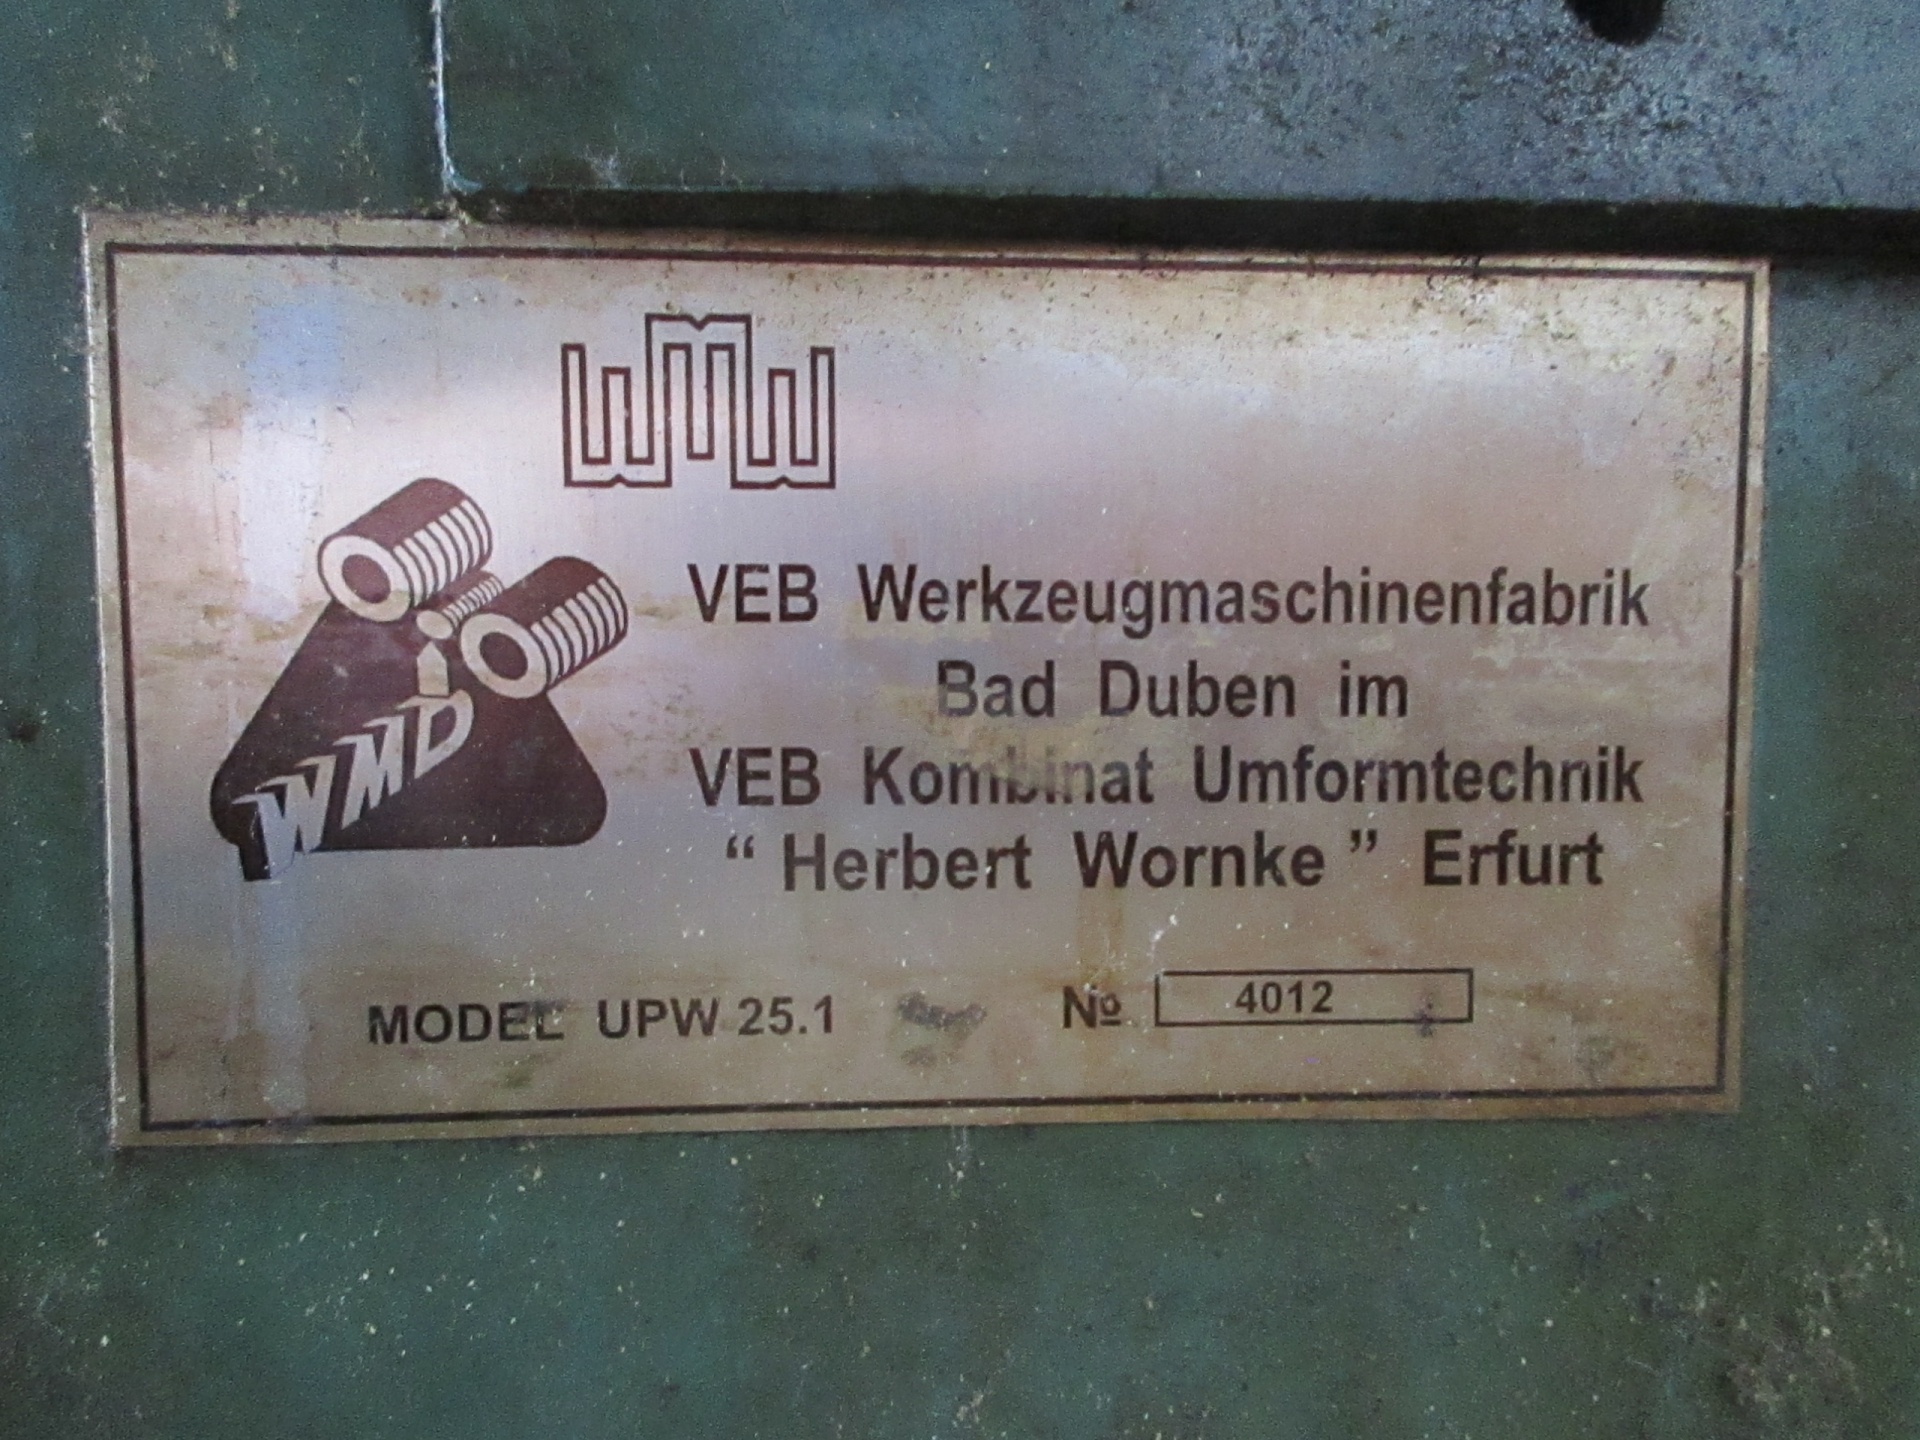 WMW
WMD
VEB Werkzeugmaschinenfabrik
Bad Duben im
VEB Kombinat Umformtechnik
“ Herbert Wornke ” Erfurt
MODEL UPW 25.1 № 4012